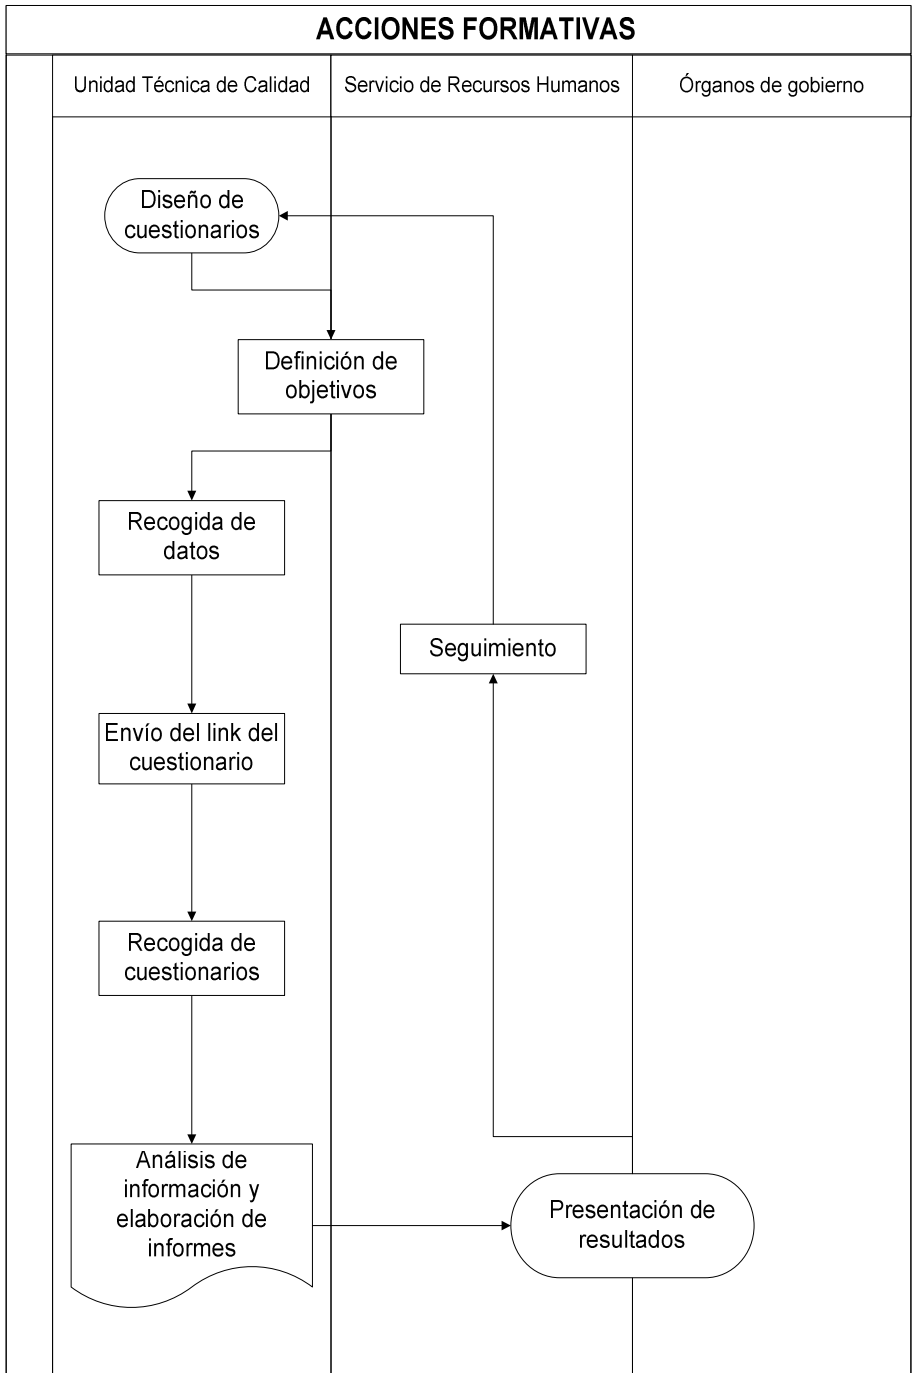 ACCIONES FORMATIVAS
Unidad Técnica de Calidad
Servicio de Recursos Humanos
Órganos de gobierno
Diseño de
cuestionarios
Definición de
objetivos
Recogida de
datos
Seguimiento
Envío del link del
cuestionario
Recogida de
cuestionarios
Análisis de
información y
elaboración de
informes
Presentación de
resultados